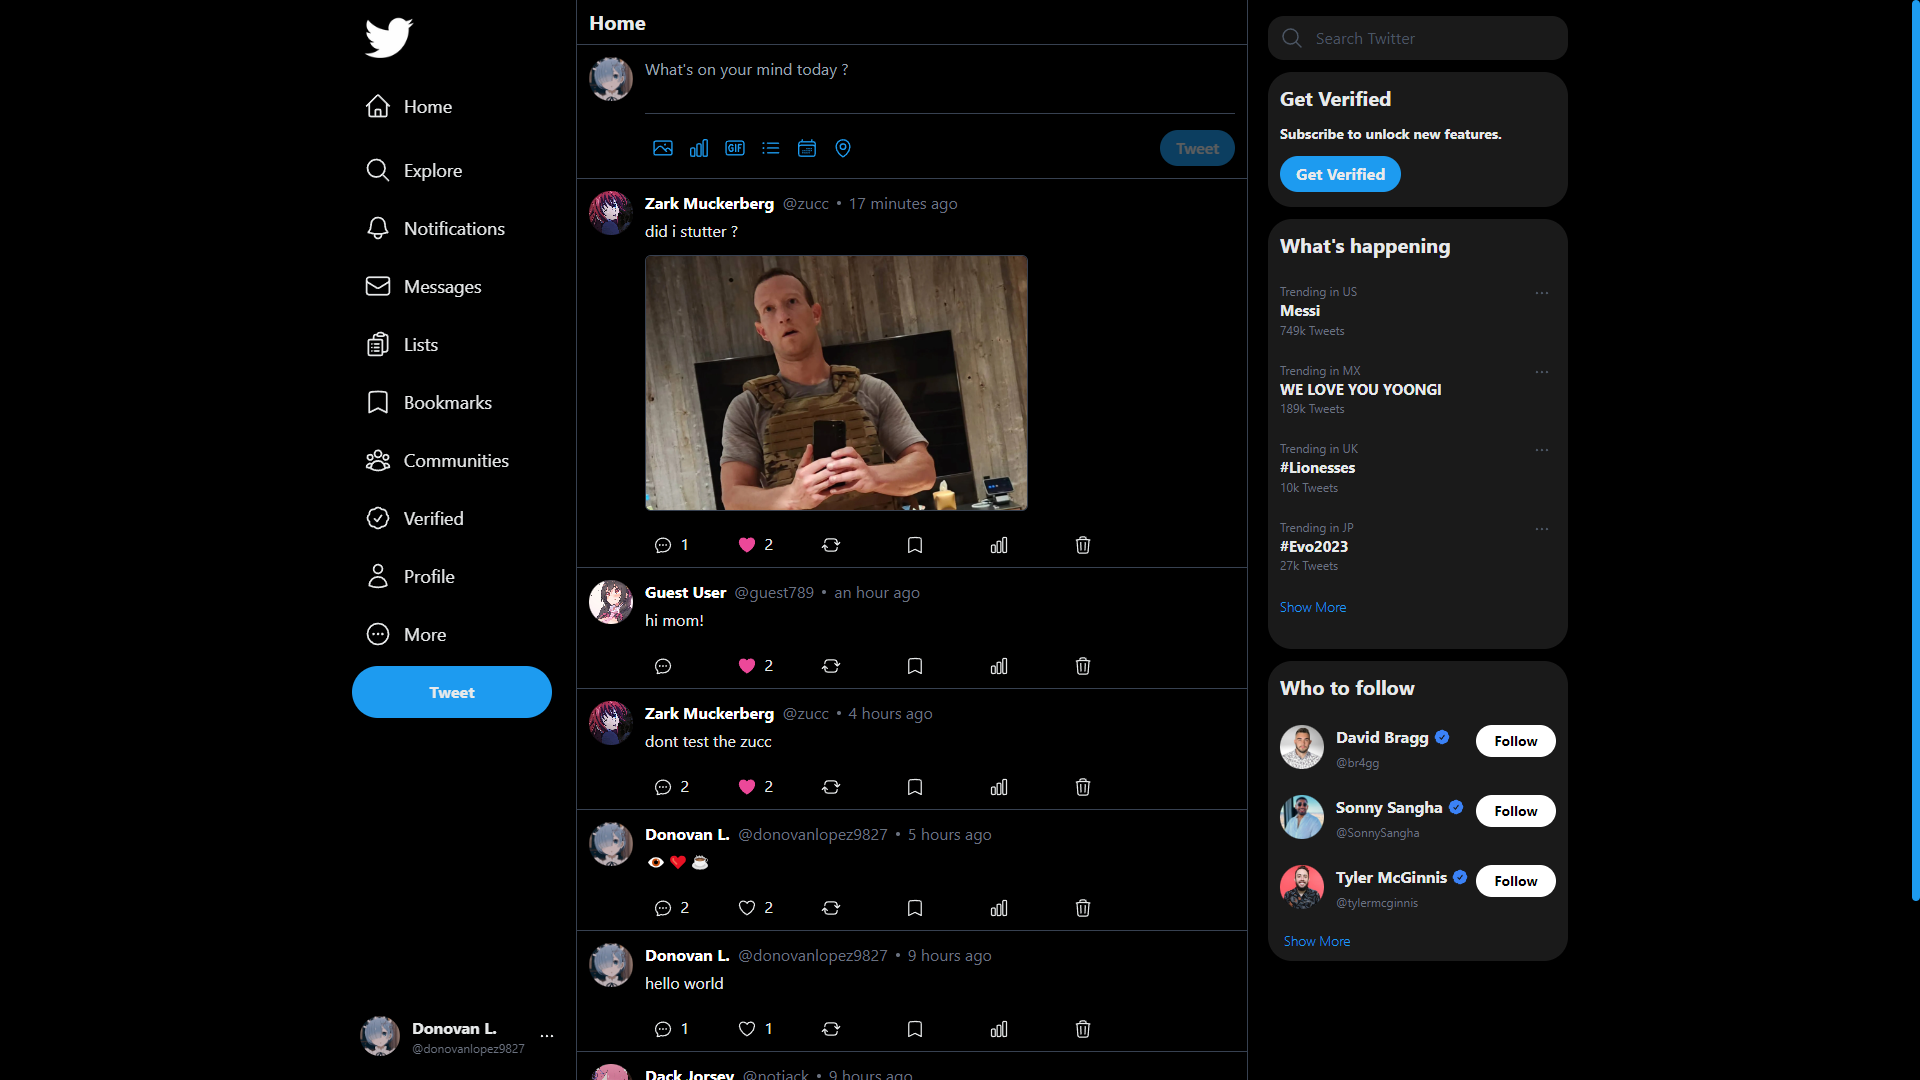 Home
Explore
Notifications
Messages
Lists
Bookmarks
Communities
Verified
Profile
More
Tweet
Donovan L.
@donovanlopez9827
Home
What's on your mind today ?
GIF
Tweet
Zark Muckerberg @zucc • 17 minutes ago
did i stutter ?
1 2
Guest User @guest789 • an hour ago
hi mom!
2
Zark Muckerberg @zucc • 4 hours ago
dont test the zucc
2 2
Donovan L. @donovanlopez9827 • 5 hours ago
👁️❤️☕
2 2
Donovan L. @donovanlopez9827 • 9 hours ago
hello world
1 1
Dack Jorsey @notjack • 9 hours ago
Search Twitter
Get Verified
Subscribe to unlock new features.
Get Verified
What's happening
Trending in US
Messi
749k Tweets
Trending in MX
WE LOVE YOU YOONGI
189k Tweets
Trending in UK
#Lionesses
10k Tweets
Trending in JP
#Evo2023
27k Tweets
Show More
Who to follow
David Bragg
@br4gg
Follow
Sonny Sangha
@SonnySangha
Follow
Tyler McGinnis
@tylermcginnis
Follow
Show More